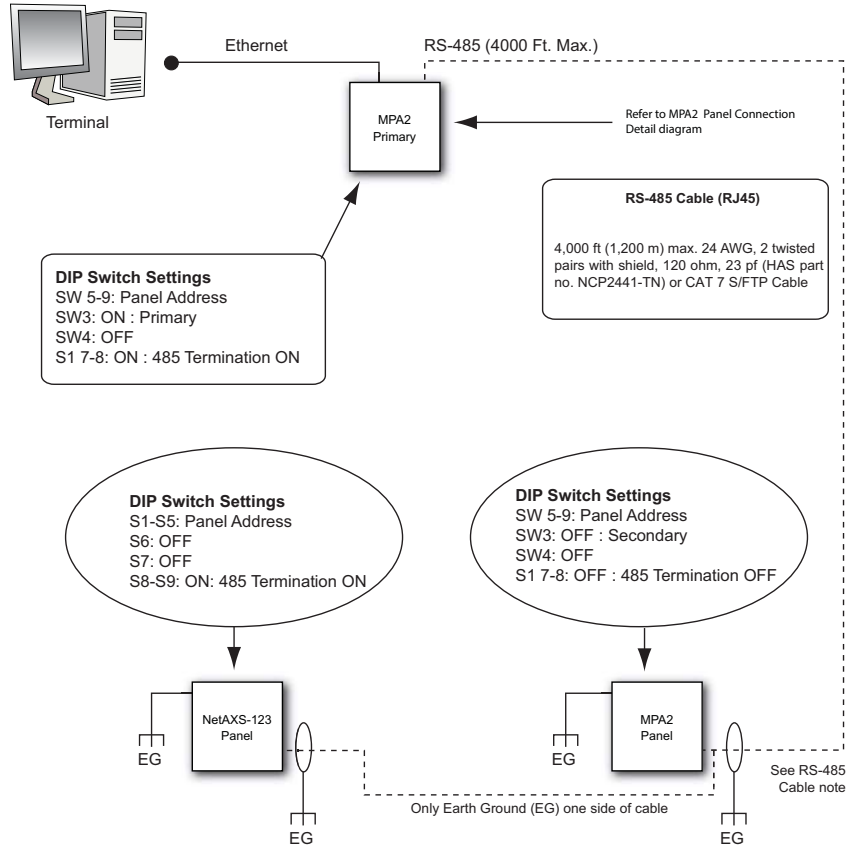 Ethernet
RS-485 (4000 Ft. Max.)
Terminal
MPA2
Primary
Refer to MPA2 Panel Connection
Detail diagram
RS-485 Cable (RJ45)
4,000 ft (1,200 m) max. 24 AWG, 2 twisted
pairs with shield, 120 ohm, 23 pf (HAS part
no. NCP2441-TN) or CAT 7 S/FTP Cable
DIP Switch Settings
SW 5-9: Panel Address
SW3: ON : Primary
SW4: OFF
S1 7-8: ON : 485 Termination ON
DIP Switch Settings
S1-S5: Panel Address
S6: OFF
S7: OFF
S8-S9: ON: 485 Termination ON
DIP Switch Settings
SW 5-9: Panel Address
SW3: OFF : Secondary
SW4: OFF
S1 7-8: OFF : 485 Termination OFF
NetAXS-123
Panel
EG
EG
MPA2
Panel
EG
EG
See RS-485
Cable note
Only Earth Ground (EG) one side of cable